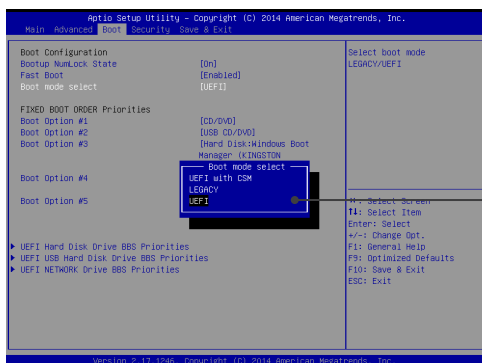 Aptio Setup Utility – Copyright (C) 2014 American Megatrends, Inc.
Main Advanced Boot Security Save & Exit
Boot Configuration
Bootup NumLock State [On]
Fast Boot [Enabled]
Boot mode select [UEFI]
FIXED BOOT ORDER Priorities
Boot Option #1 [CD/DVD]
Boot Option #2 [USB CD/DVD]
Boot Option #3 [Hard Disk:Windows Boot
Manager (KINGSTON
Boot Option #4
Boot Option #5
Boot mode select
UEFI with CSM
LEGACY
UEFI
▶ UEFI Hard Disk Drive BBS Priorities
▶ UEFI USB Hard Disk Drive BBS Priorities
▶ UEFI NETWORK Drive BBS Priorities
Select boot mode
LEGACY/UEFI
Select Screen
↑↓: Select Item
Enter: Select
+/-: Change Opt.
F1: General Help
F9: Optimized Defaults
F10: Save & Exit
ESC: Exit
Version 2.17.1246. Copyright (C) 2014 American Megatrends, Inc.